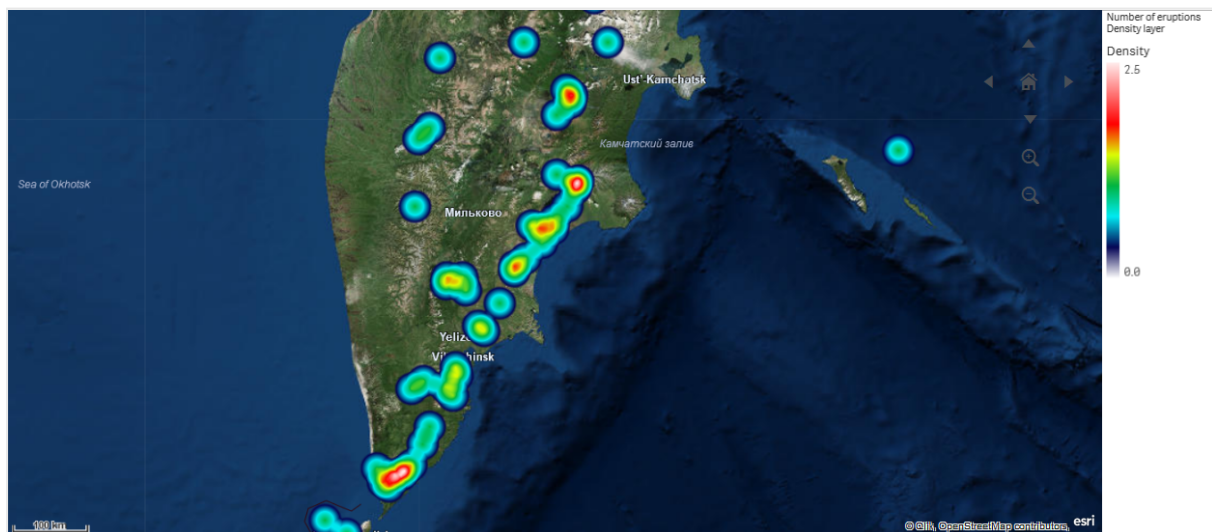 Number of eruptions
Density layer
Density
2.5
0.0
Ust'-Kamchatsk
Камчатский залив
Sea of Okhotsk
Мильково
100 km
© Qlik, OpenStreetMap contributors,
esri